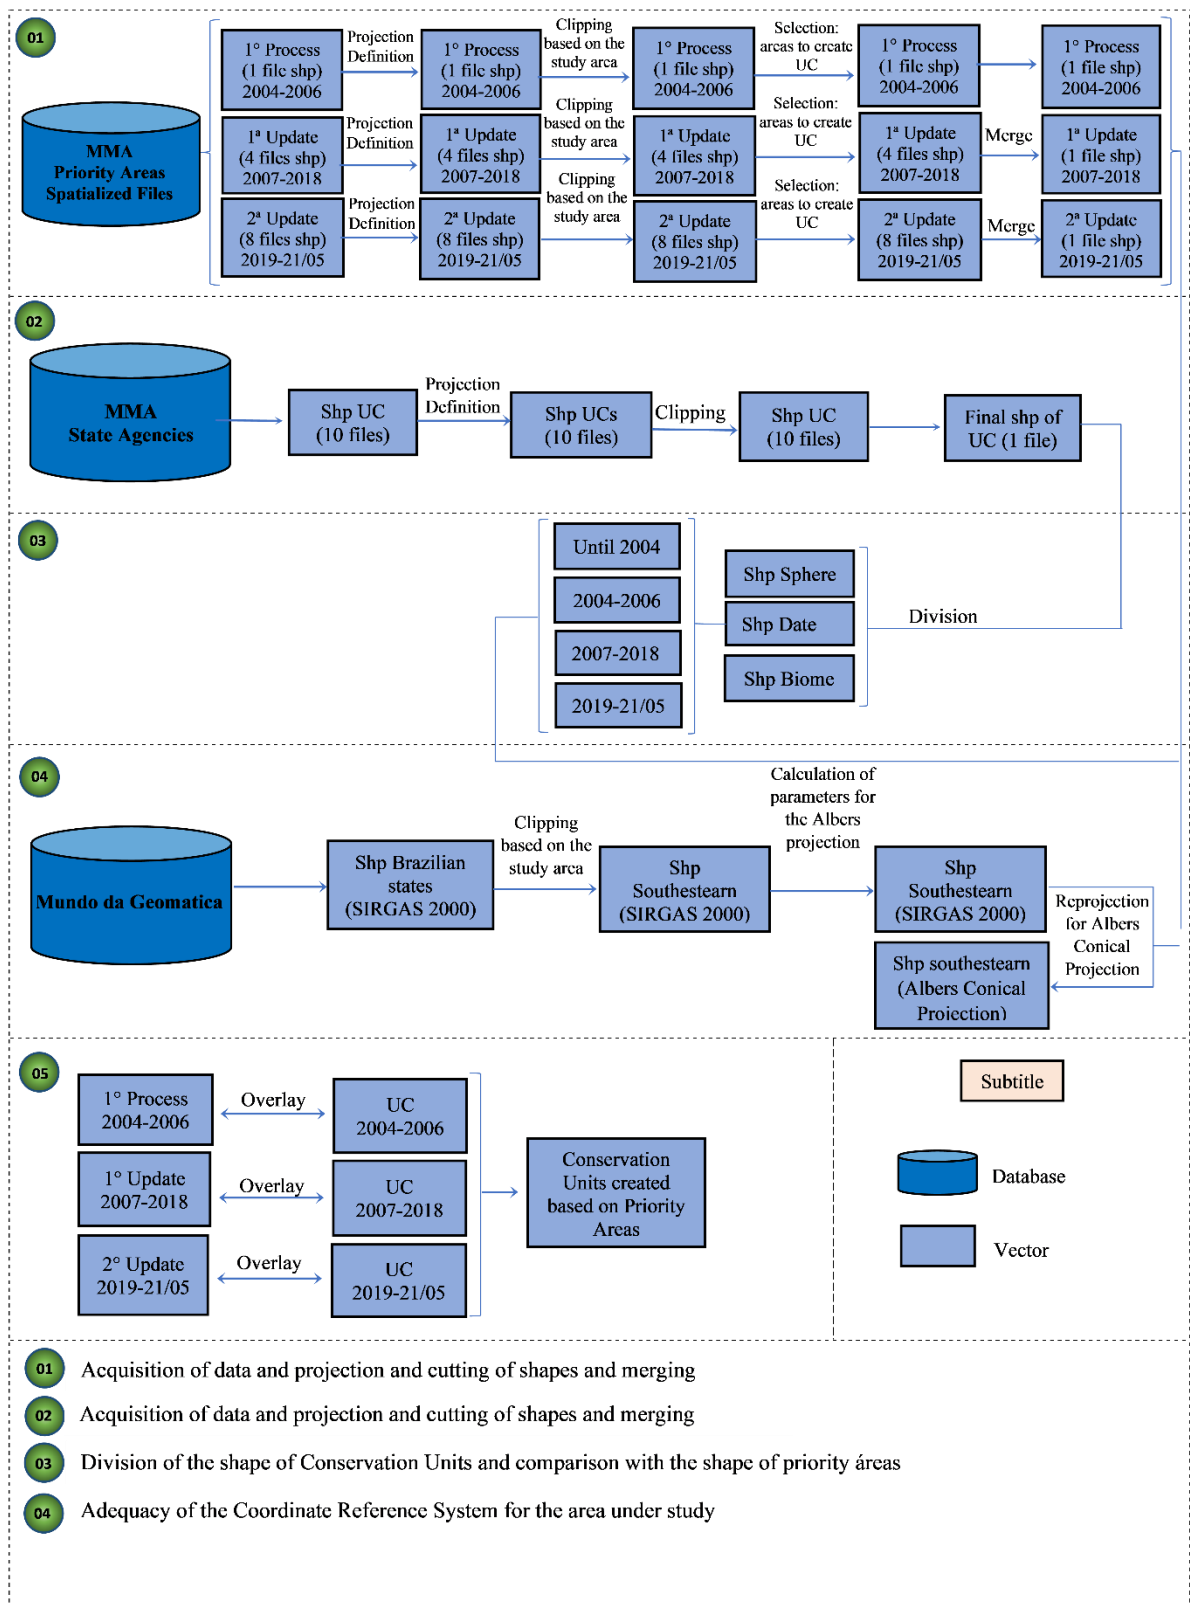 01
MMA
Priority Areas
Spatialized Files
1° Process
(1 file shp)
2004-2006
Projection
Definition
1° Process
(1 file shp)
2004-2006
Clipping
based on the
study area
1° Process
(1 file shp)
2004-2006
Selection:
areas to create
UC
1° Process
(1 file shp)
2004-2006
1° Process
(1 file shp)
2004-2006
1ª Update
(4 files shp)
2007-2018
Projection
Definition
1ª Update
(4 files shp)
2007-2018
Clipping
based on the
study area
1ª Update
(4 files shp)
2007-2018
Selection:
areas to create
UC
1ª Update
(4 files shp)
2007-2018
Merge
1ª Update
(1 file shp)
2007-2018
2ª Update
(8 files shp)
2019-21/05
Projection
Definition
2ª Update
(8 files shp)
2019-21/05
Clipping
based on the
study area
2ª Update
(8 files shp)
2019-21/05
Selection:
areas to create
UC
2ª Update
(8 files shp)
2019-21/05
Merge
2ª Update
(1 file shp)
2019-21/05
02
MMA
State Agencies
Shp UC
(10 files)
Projection
Definition
Shp UCs
(10 files)
Clipping
Shp UC
(10 files)
Final shp of
UC (1 file)
03
Until 2004
2004-2006
2007-2018
2019-21/05
Shp Sphere
Shp Date
Shp Biome
Division
04
Mundo da Geomatica
Shp Brazilian
states
(SIRGAS 2000)
Clipping
based on the
study area
Shp
Southestearn
(SIRGAS 2000)
Calculation of
parameters for
the Albers
projection
Shp
Southestearn
(SIRGAS 2000)
Reprojection
for Albers
Conical
Projection
Shp southestearn
(Albers Conical
Projection)
05
1° Process
2004-2006
Overlay
UC
2004-2006
1° Update
2007-2018
Overlay
UC
2007-2018
2° Update
2019-21/05
Overlay
UC
2019-21/05
Conservation
Units created
based on Priority
Areas
Subtitle
Database
Vector
01 Acquisition of data and projection and cutting of shapes and merging
02 Acquisition of data and projection and cutting of shapes and merging
03 Division of the shape of Conservation Units and comparison with the shape of priority áreas
04 Adequacy of the Coordinate Reference System for the area under study